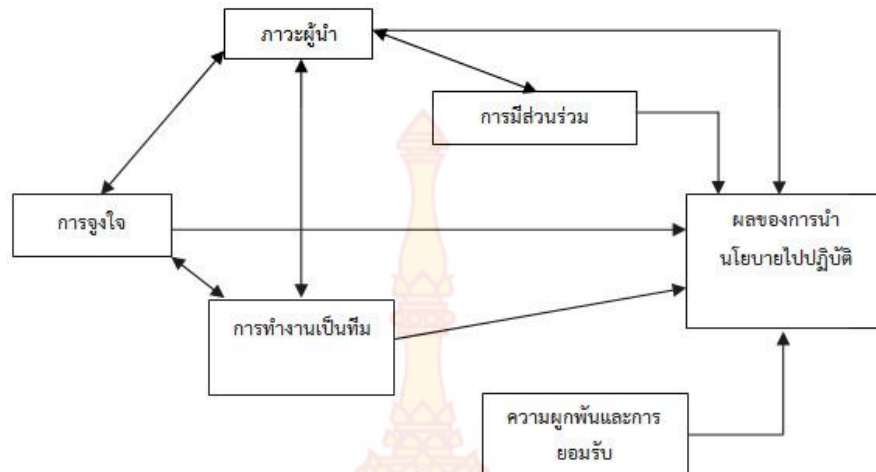 ภาวะผู้นำ
การมีส่วนร่วม
การจูงใจ
ผลของการนำ
นโยบายไปปฏิบัติ
การทำงานเป็นทีม
ความผูกพันและการ
ยอมรับ